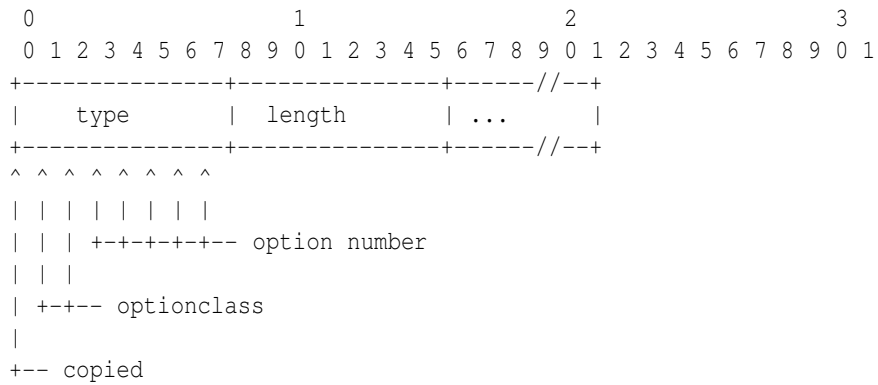 0                   1                   2                   3
 0 1 2 3 4 5 6 7 8 9 0 1 2 3 4 5 6 7 8 9 0 1 2 3 4 5 6 7 8 9 0 1
+---------------+---------------+------//--+
|    type       |  length       | ...      |
+---------------+---------------+------//--+
^ ^ ^ ^ ^ ^ ^ ^
| | | | | | | |
| | | +-+-+-+-+-- option number
| | |
| +-+-- optionclass
|
+-- copied